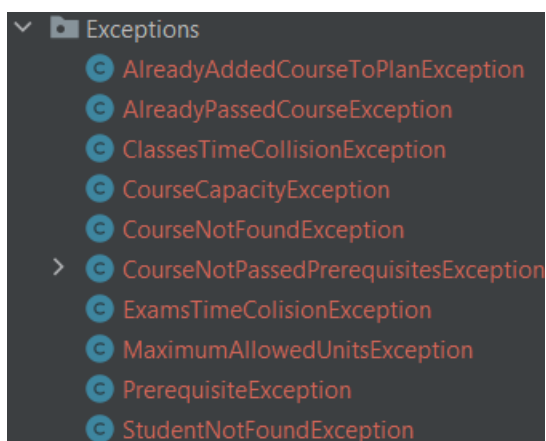 Exceptions
AlreadyAddedCourseToPlanException
AlreadyPassedCourseException
ClassesTimeCollisionException
CourseCapacityException
CourseNotFoundException
CourseNotPassedPrerequisitesException
ExamsTimeColisionException
MaximumAllowedUnitsException
PrerequisiteException
StudentNotFoundException